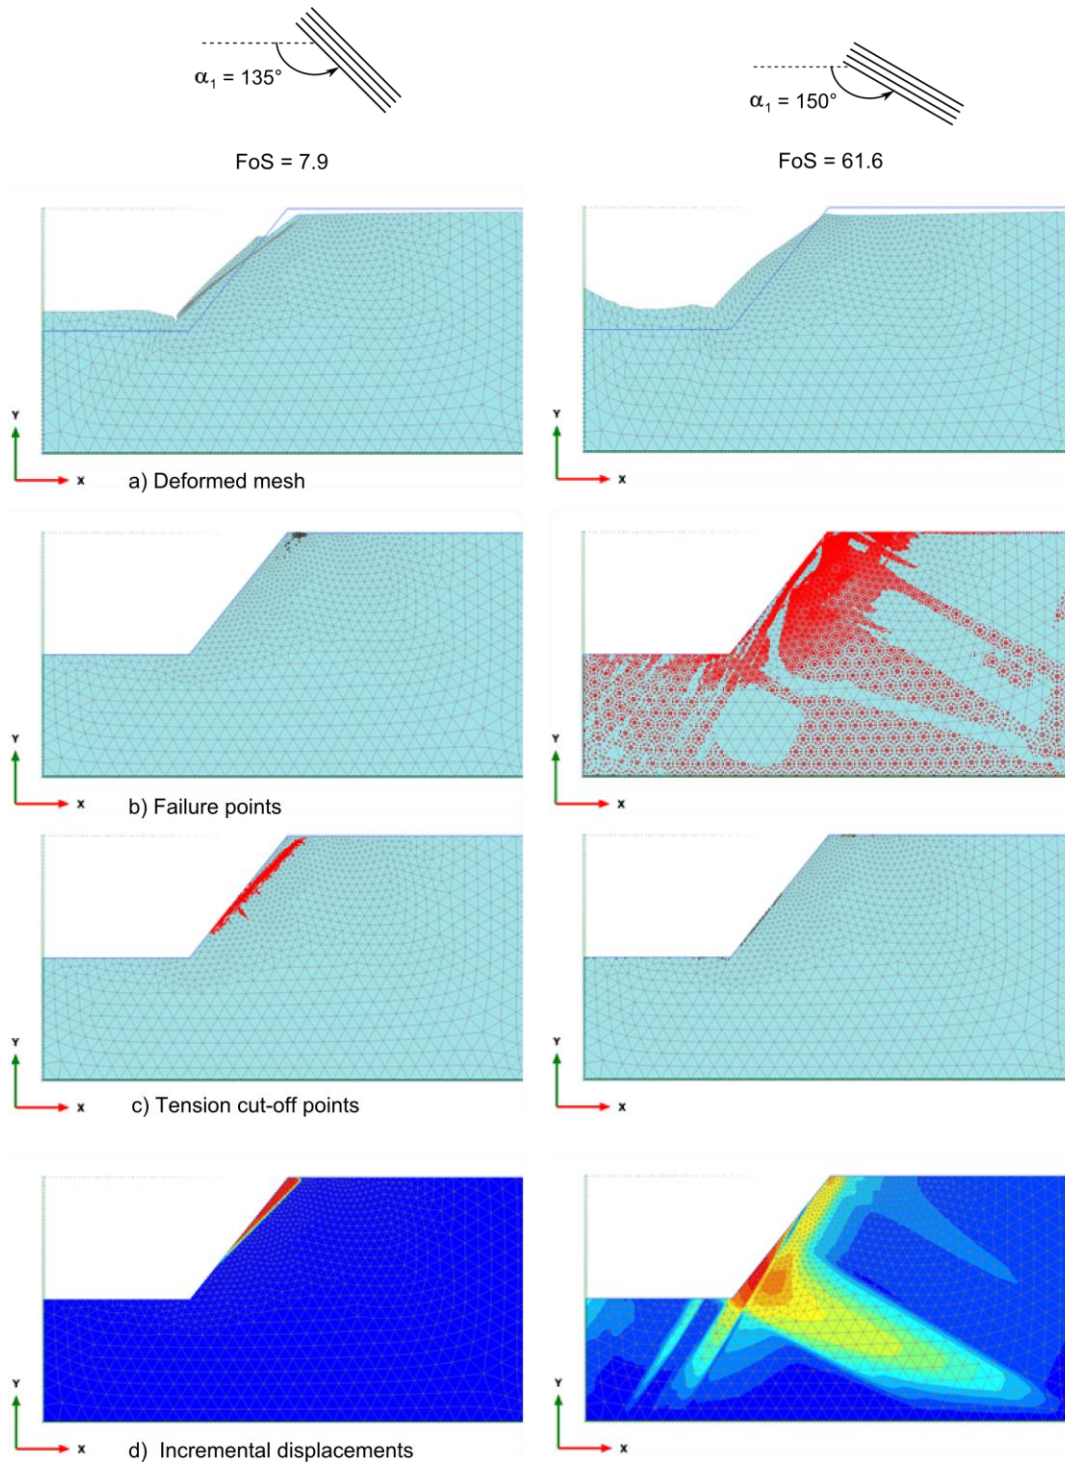 α₁ = 135°
α₁ = 150°
FoS = 7.9
FoS = 61.6
Y
x
Y
x
a) Deformed mesh
Y
x
Y
x
b) Failure points
Y
x
Y
x
c) Tension cut-off points
Y
x
Y
x
d) Incremental displacements